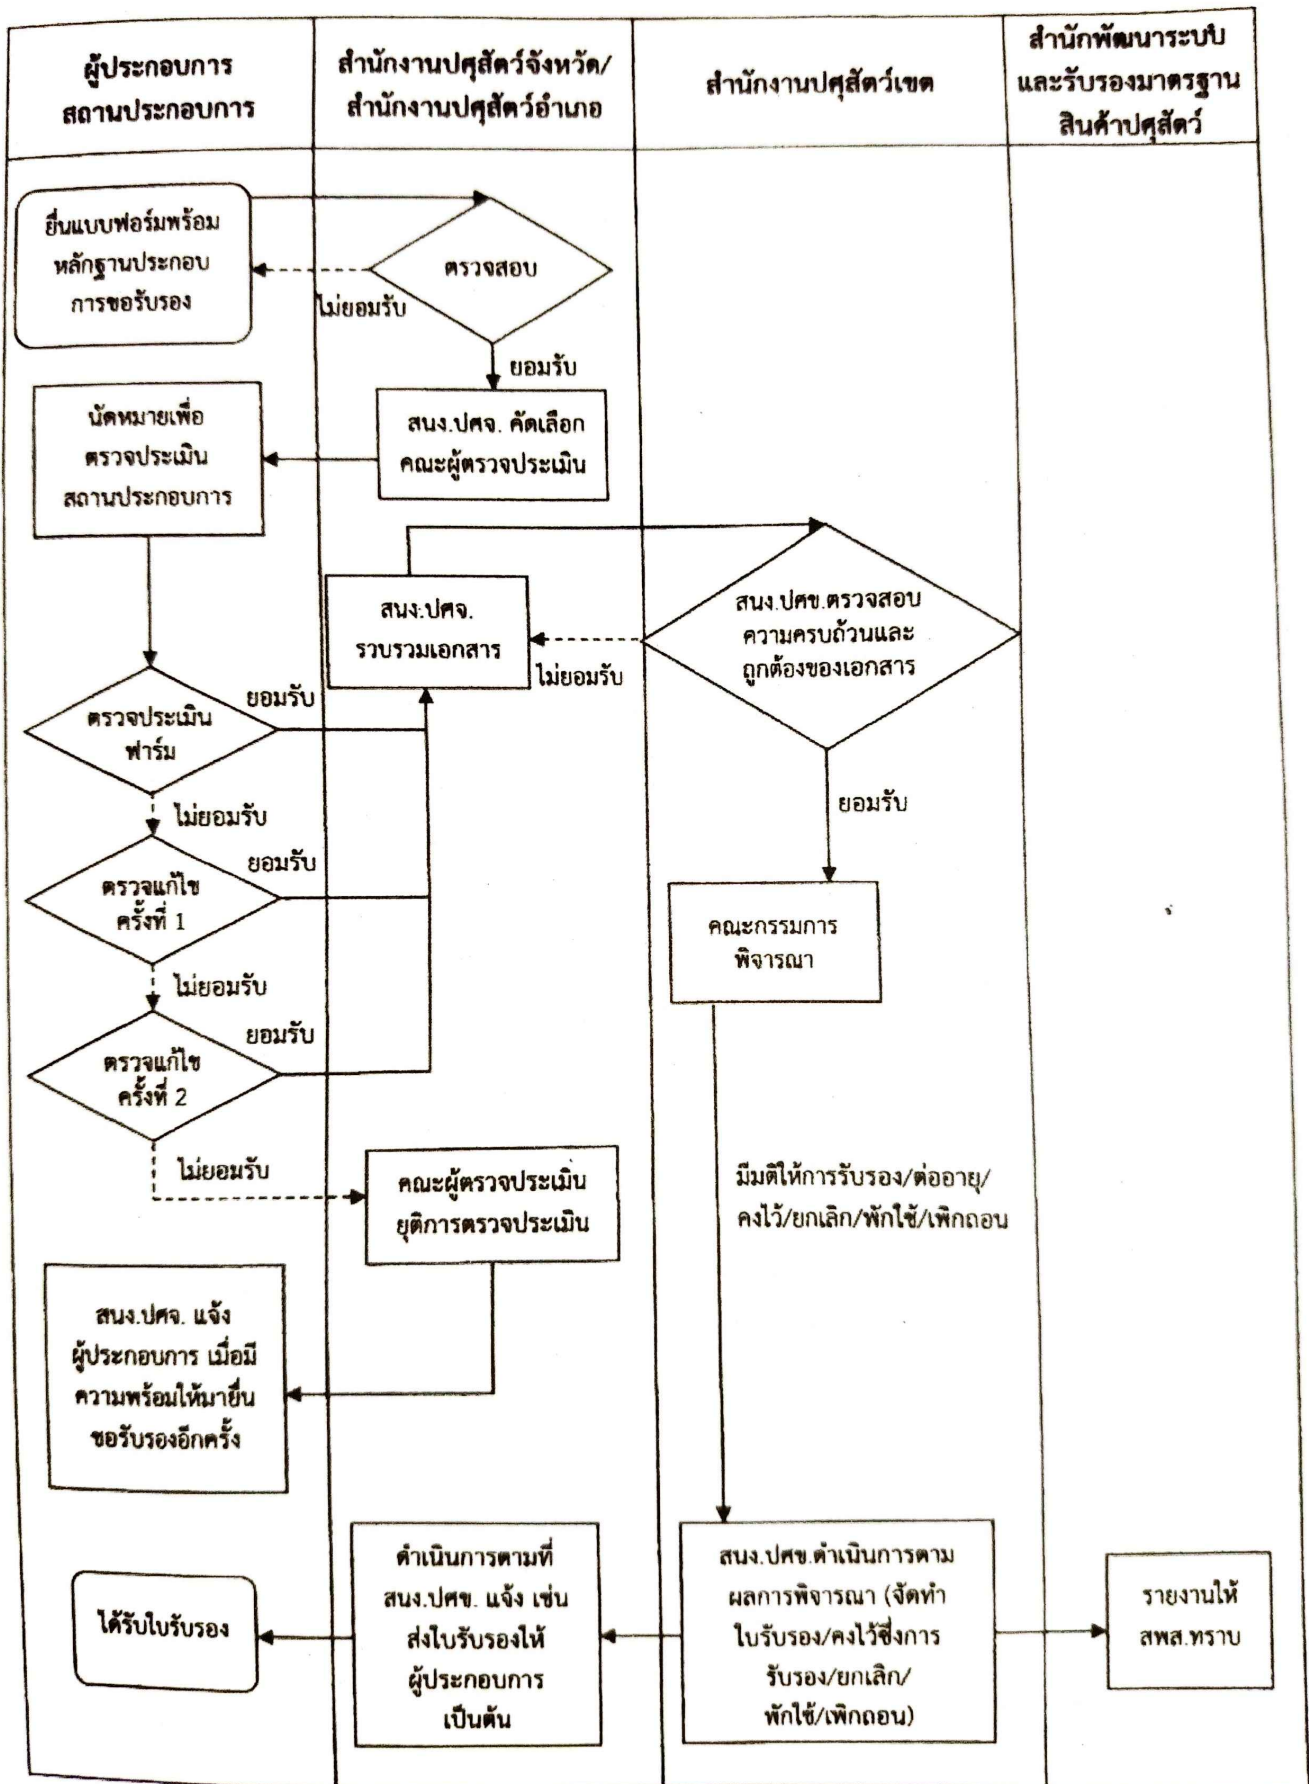 ผู้ประกอบการ
สถานประกอบการ
สำนักงานปศุสัตว์จังหวัด/
สำนักงานปศุสัตว์อำเภอ
สำนักงานปศุสัตว์เขต
สำนักพัฒนาระบบ
และรับรองมาตรฐาน
สินค้าปศุสัตว์
ยื่นแบบฟอร์มพร้อม
หลักฐานประกอบ
การขอรับรอง
ตรวจสอบ
ไม่ยอมรับ
ยอมรับ
นัดหมายเพื่อ
ตรวจประเมิน
สถานประกอบการ
สนง.ปศจ. คัดเลือก
คณะผู้ตรวจประเมิน
สนง.ปศจ.
รวบรวมเอกสาร
สนง.ปศข.ตรวจสอบ
ความครบถ้วนและ
ถูกต้องของเอกสาร
ไม่ยอมรับ
ยอมรับ
ตรวจประเมิน
ฟาร์ม
ยอมรับ
ไม่ยอมรับ
ตรวจแก้ไข
ครั้งที่ 1
ยอมรับ
ไม่ยอมรับ
คณะกรรมการ
พิจารณา
ตรวจแก้ไข
ครั้งที่ 2
ยอมรับ
ไม่ยอมรับ
คณะผู้ตรวจประเมิน
ยุติการตรวจประเมิน
มีมติให้การรับรอง/ต่ออายุ/
คงไว้/ยกเลิก/พักใช้/เพิกถอน
สนง.ปศจ. แจ้ง
ผู้ประกอบการ เมื่อมี
ความพร้อมให้มายื่น
ขอรับรองอีกครั้ง
ได้รับใบรับรอง
ดำเนินการตามที่
สนง.ปศข. แจ้ง เช่น
ส่งใบรับรองให้
ผู้ประกอบการ
เป็นต้น
สนง.ปศข.ดำเนินการตาม
ผลการพิจารณา (จัดทำ
ใบรับรอง/คงไว้ซึ่งการ
รับรอง/ยกเลิก/
พักใช้/เพิกถอน)
รายงานให้
สพส.ทราบ